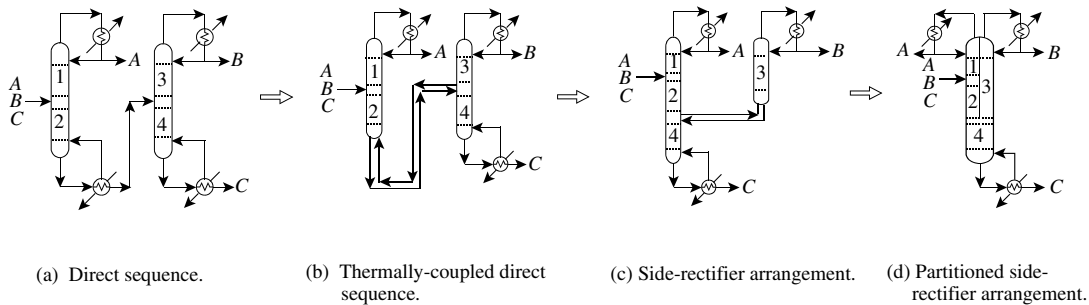 A
B
C
1
2
A
3
4
B
C
A
B
C
1
2
A
3
4
B
C
A
B
C
1
2
4
A
3
B
C
A
A
B
C
1
2
3
4
B
C
(a) Direct sequence.
(b) Thermally-coupled direct
sequence.
(c) Side-rectifier arrangement.
(d) Partitioned side-
rectifier arrangement.